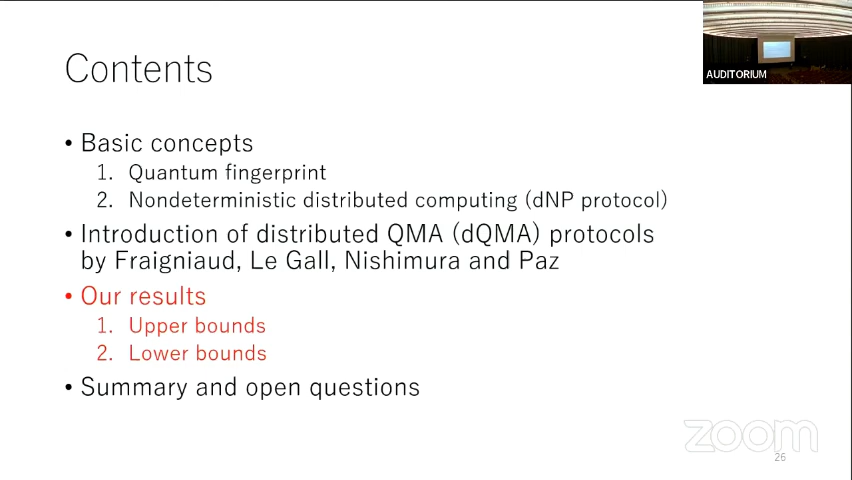 Contents
AUDITORIUM
• Basic concepts
1. Quantum fingerprint
2. Nondeterministic distributed computing (dNP protocol)
• Introduction of distributed QMA (dQMA) protocols
by Fraigniaud, Le Gall, Nishimura and Paz
• Our results
1. Upper bounds
2. Lower bounds
• Summary and open questions
zoom
26